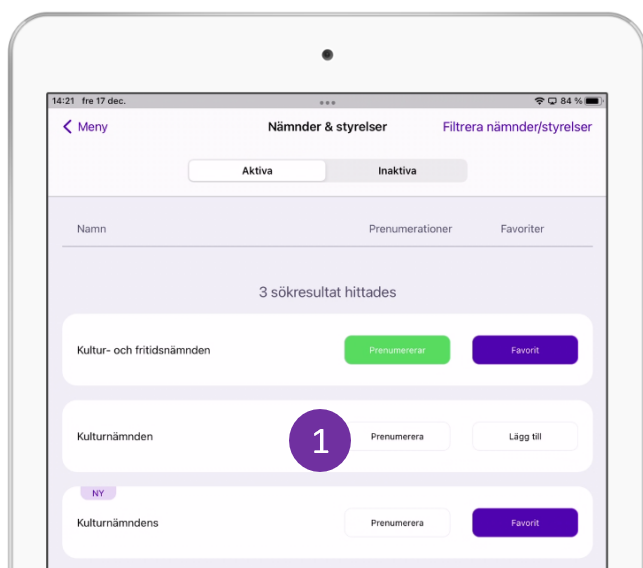 14:21 fre 17 dec.
84 %
Meny
Nämnder & styrelser
Filtrera nämnder/styrelser
Aktiva
Inaktiva
Namn
Prenumerationer
Favoriter
3 sökresultat hittades
Kultur- och fritidsnämnden
Prenumererar
Favorit
Kulturnämnden
1
Prenumerera
Lägg till
NY
Kulturnämndens
Prenumerera
Favorit